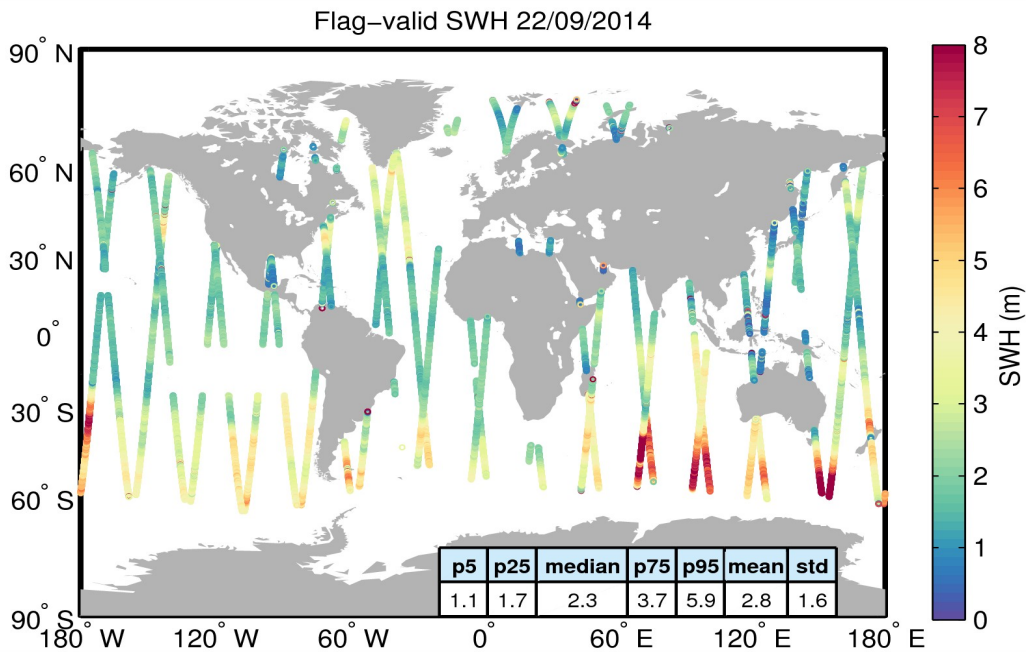 Flag−valid SWH 22/09/2014
90° N
60° N
30° N
0°
30° S
60° S
90° S
180° W
120° W
60° W
0°
60° E
120° E
180° E
p5 p25 median p75 p95 mean std
1.1 1.7 2.3 3.7 5.9 2.8 1.6
8
7
6
5
4
3
2
1
0
SWH (m)